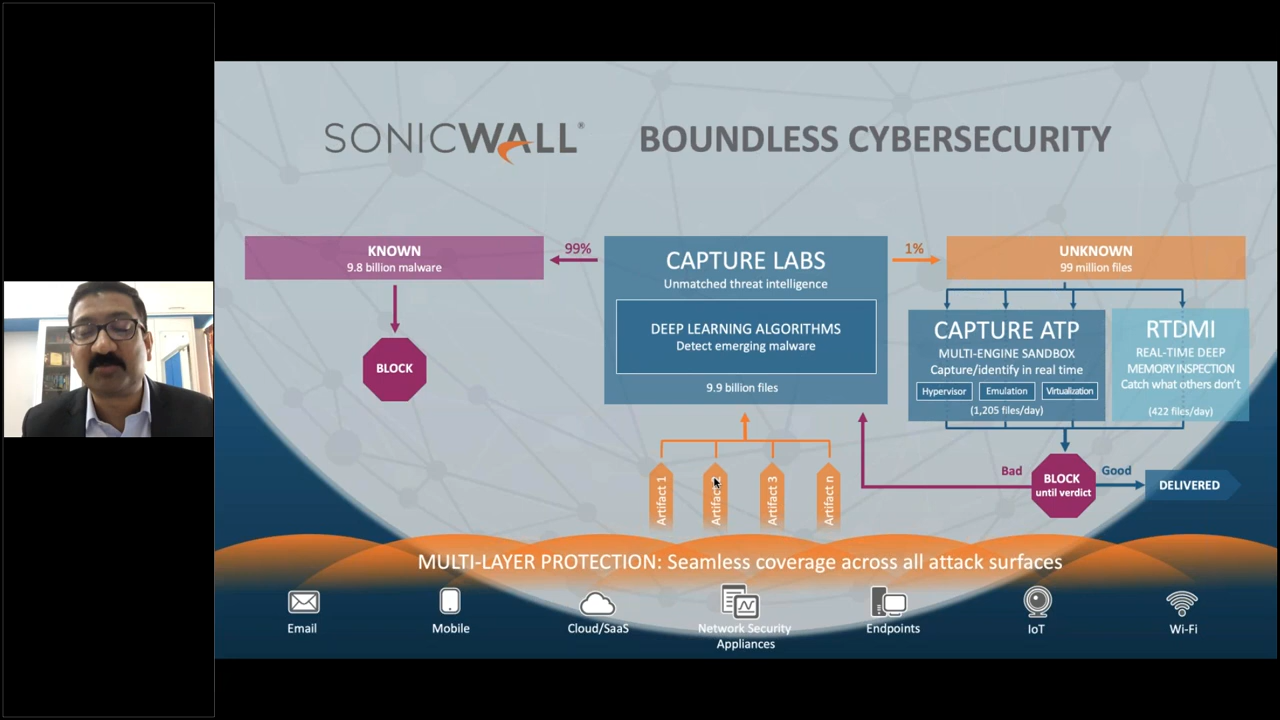 SONICWALL®
BOUNDLESS CYBERSECURITY
KNOWN
9.8 billion malware
99%
CAPTURE LABS
Unmatched threat intelligence
DEEP LEARNING ALGORITHMS
Detect emerging malware
9.9 billion files
1%
UNKNOWN
99 million files
BLOCK
CAPTURE ATP
MULTI-ENGINE SANDBOX
Capture/identify in real time
Hypervisor
Emulation
Virtualization
(1,205 files/day)
RTDMI
REAL-TIME DEEP
MEMORY INSPECTION
Catch what others don't
(422 files/day)
Artifact 1
Artifact 2
Artifact 3
Artifact n
Bad
BLOCK
until verdict
Good
DELIVERED
MULTI-LAYER PROTECTION: Seamless coverage across all attack surfaces
Email
Mobile
Cloud/SaaS
Network Security
Appliances
Endpoints
IoT
Wi-Fi